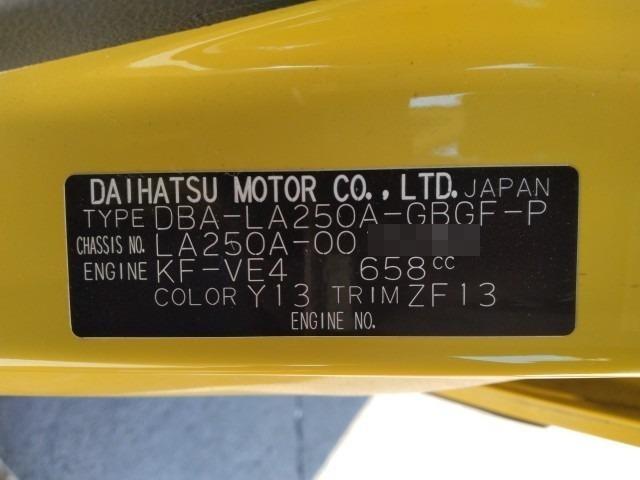 DAIHATSU MOTOR CO., LTD. JAPAN
TYPE DBA-LA250A-GBGF-P
CHASSIS NO. LA250A-00
ENGINE KF-VE4 658cc
COLOR Y13 TRIM ZF13
ENGINE NO.